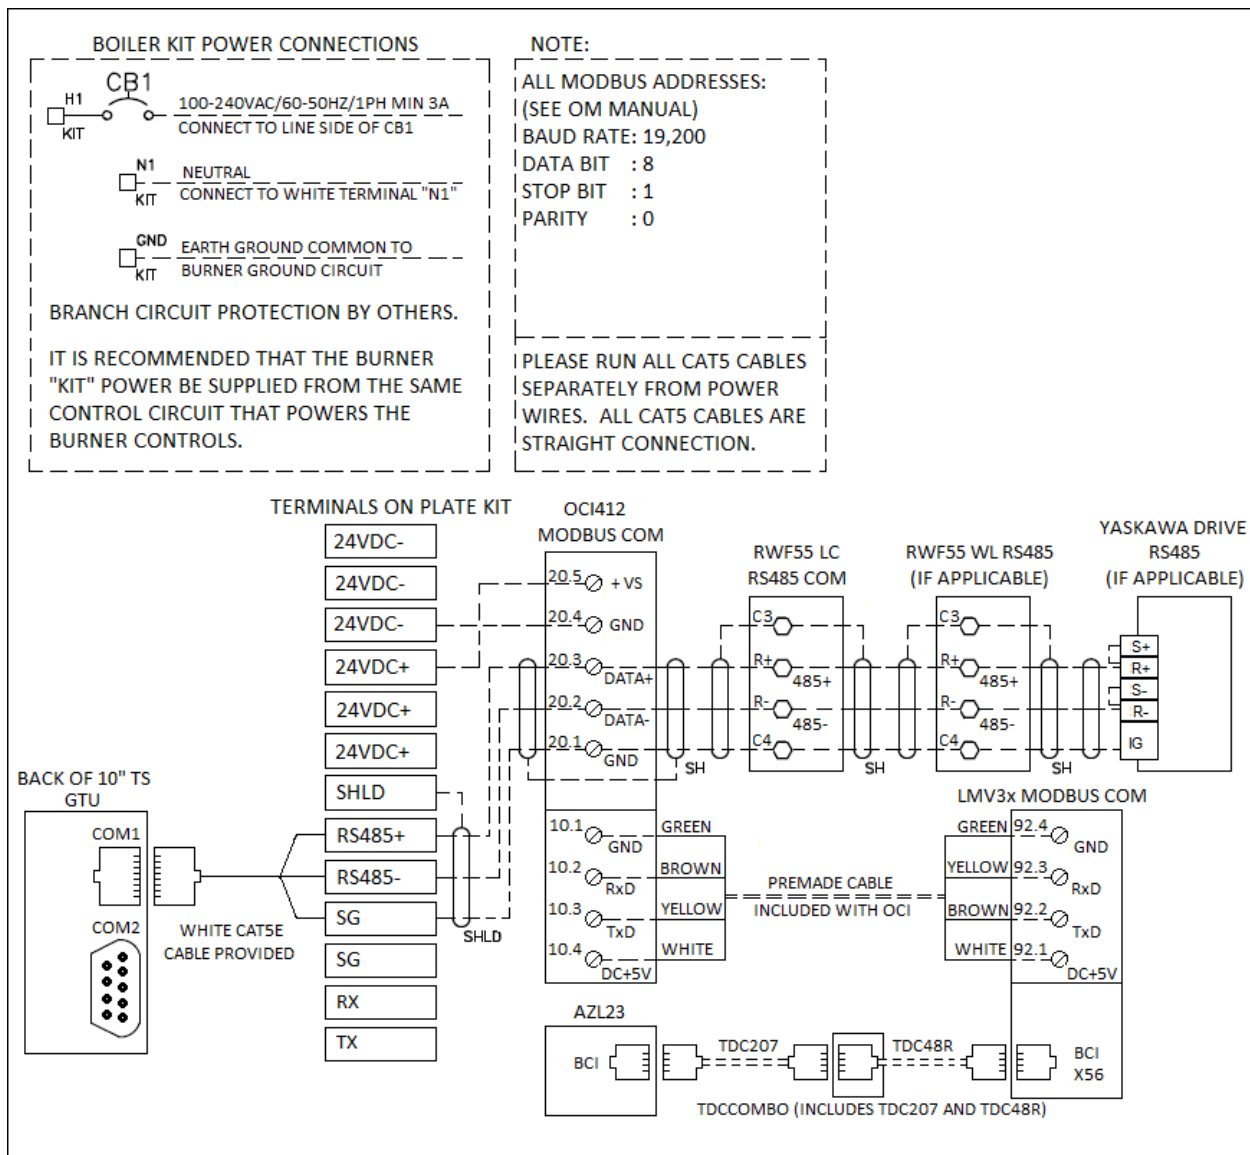 BOILER KIT POWER CONNECTIONS
CB1
H1
KIT
100-240VAC/60-50HZ/1PH MIN 3A
CONNECT TO LINE SIDE OF CB1
N1
KIT
NEUTRAL
CONNECT TO WHITE TERMINAL "N1"
GND
KIT
EARTH GROUND COMMON TO
BURNER GROUND CIRCUIT
BRANCH CIRCUIT PROTECTION BY OTHERS.
IT IS RECOMMENDED THAT THE BURNER
"KIT" POWER BE SUPPLIED FROM THE SAME
CONTROL CIRCUIT THAT POWERS THE
BURNER CONTROLS.
NOTE:
ALL MODBUS ADDRESSES:
(SEE OM MANUAL)
BAUD RATE: 19,200
DATA BIT : 8
STOP BIT : 1
PARITY : 0
PLEASE RUN ALL CAT5 CABLES
SEPARATELY FROM POWER
WIRES. ALL CAT5 CABLES ARE
STRAIGHT CONNECTION.
TERMINALS ON PLATE KIT
24VDC-
24VDC-
24VDC-
24VDC+
24VDC+
24VDC+
SHLD
RS485+
RS485-
SG
SG
RX
TX
SHLD
BACK OF 10" TS
GTU
COM1
COM2
WHITE CAT5E
CABLE PROVIDED
OCI412
MODBUS COM
20.5 + VS
20.4 GND
20.3 DATA+
20.2 DATA-
20.1 GND
10.1 GND
10.2 RxD
10.3 TxD
10.4 DC+5V
GREEN
BROWN
YELLOW
WHITE
SH
RWF55 LC
RS485 COM
C3
R+ 485+
R- 485-
C4
SH
RWF55 WL RS485
(IF APPLICABLE)
C3
R+ 485+
R- 485-
C4
SH
YASKAWA DRIVE
RS485
(IF APPLICABLE)
S+
R+
S-
R-
IG
PREMADE CABLE
INCLUDED WITH OCI
LMV3x MODBUS COM
GREEN 92.4 GND
YELLOW 92.3 RxD
BROWN 92.2 TxD
WHITE 92.1 DC+5V
AZL23
BCI
TDC207
TDC48R
BCI
X56
TDCCOMBO (INCLUDES TDC207 AND TDC48R)